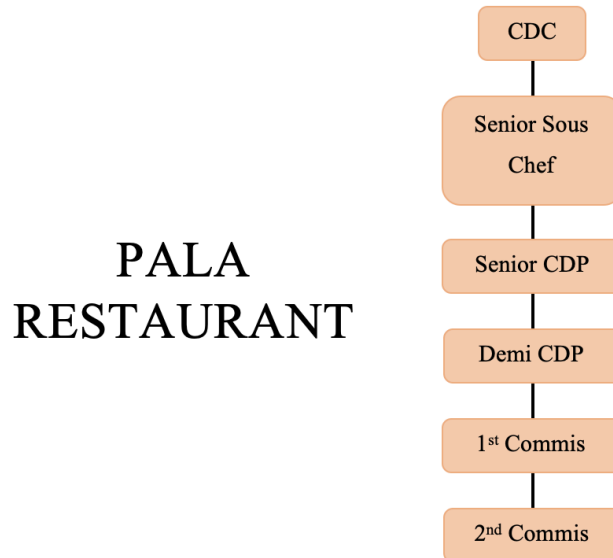 PALA
RESTAURANT
CDC
Senior Sous
Chef
Senior CDP
Demi CDP
1st Commis
2nd Commis